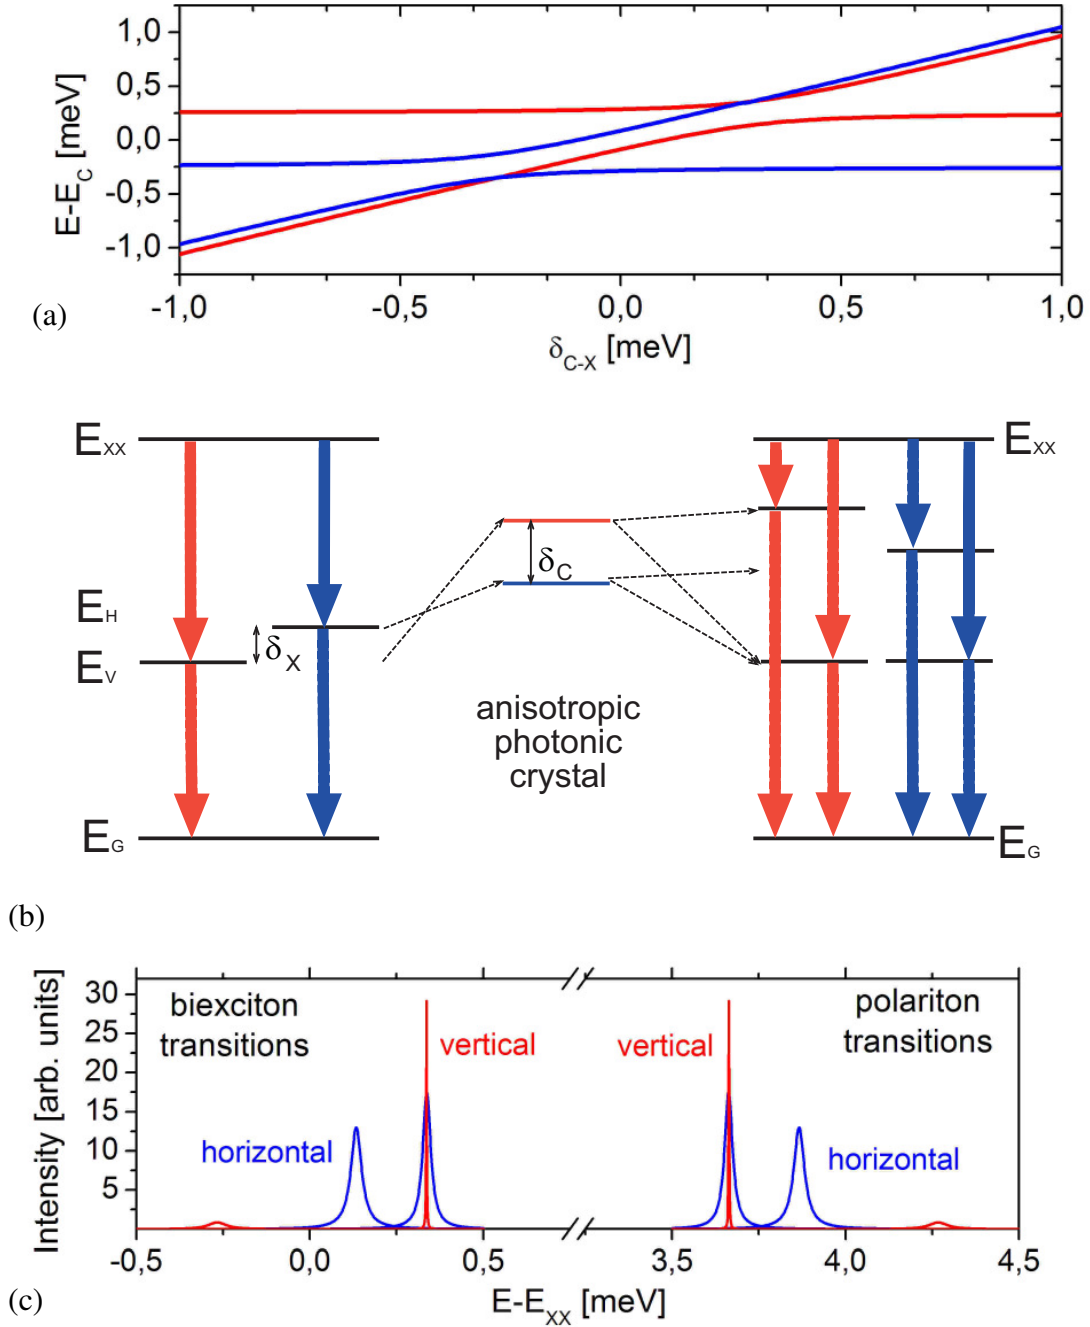 1,0
0,5
0,0
-0,5
-1,0
E-E_C [meV]
-1,0 -0,5 0,0 0,5 1,0
δ_C-X [meV]
(a)
E_XX
E_H
E_V
E_G
δ_X
δ_C
anisotropic
photonic
crystal
E_XX
E_G
(b)
30
25
20
15
10
5
Intensity [arb. units]
biexciton
transitions
vertical
horizontal
vertical
polariton
transitions
horizontal
-0,5 0,0 0,5 3,5 4,0 4,5
E-E_XX [meV]
(c)